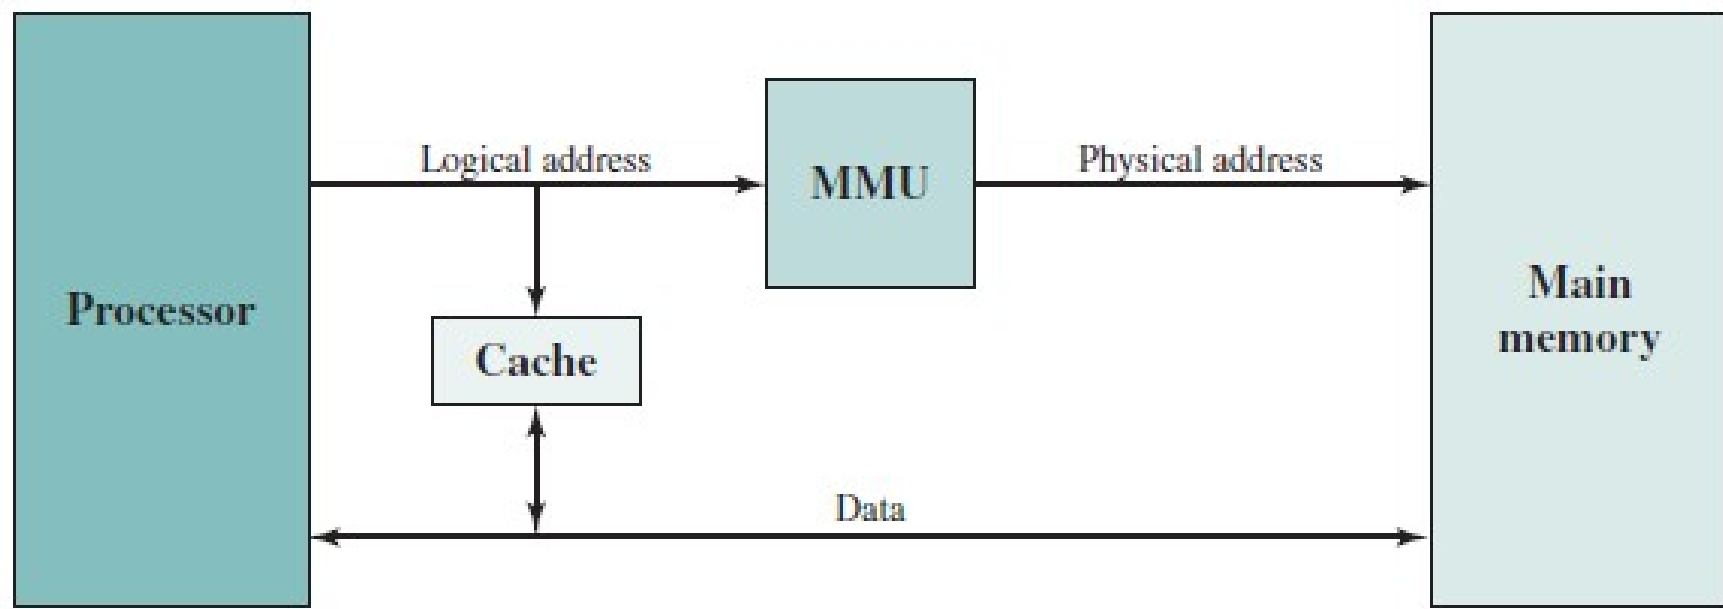 Logical address
Physical address
MMU
Processor
Main
memory
Cache
Data